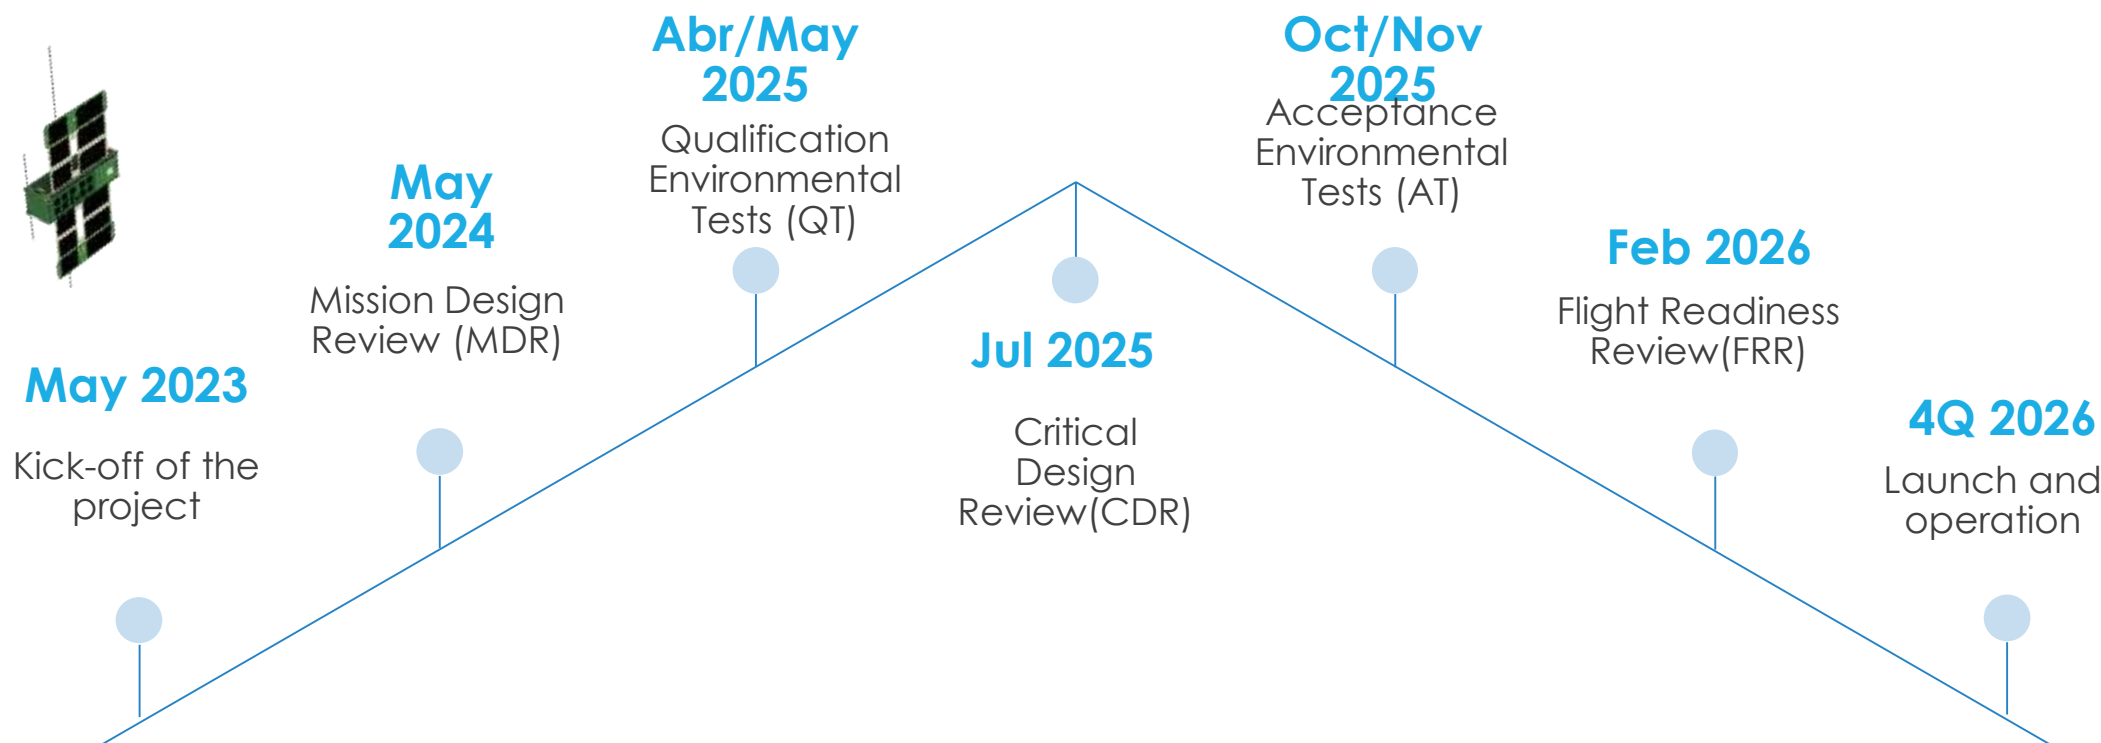 May 2023
Kick-off of the
project
May
2024
Mission Design
Review (MDR)
Abr/May
2025
Qualification
Environmental
Tests (QT)
Jul 2025
Critical
Design
Review(CDR)
Oct/Nov
2025
Acceptance
Environmental
Tests (AT)
Feb 2026
Flight Readiness
Review(FRR)
4Q 2026
Launch and
operation